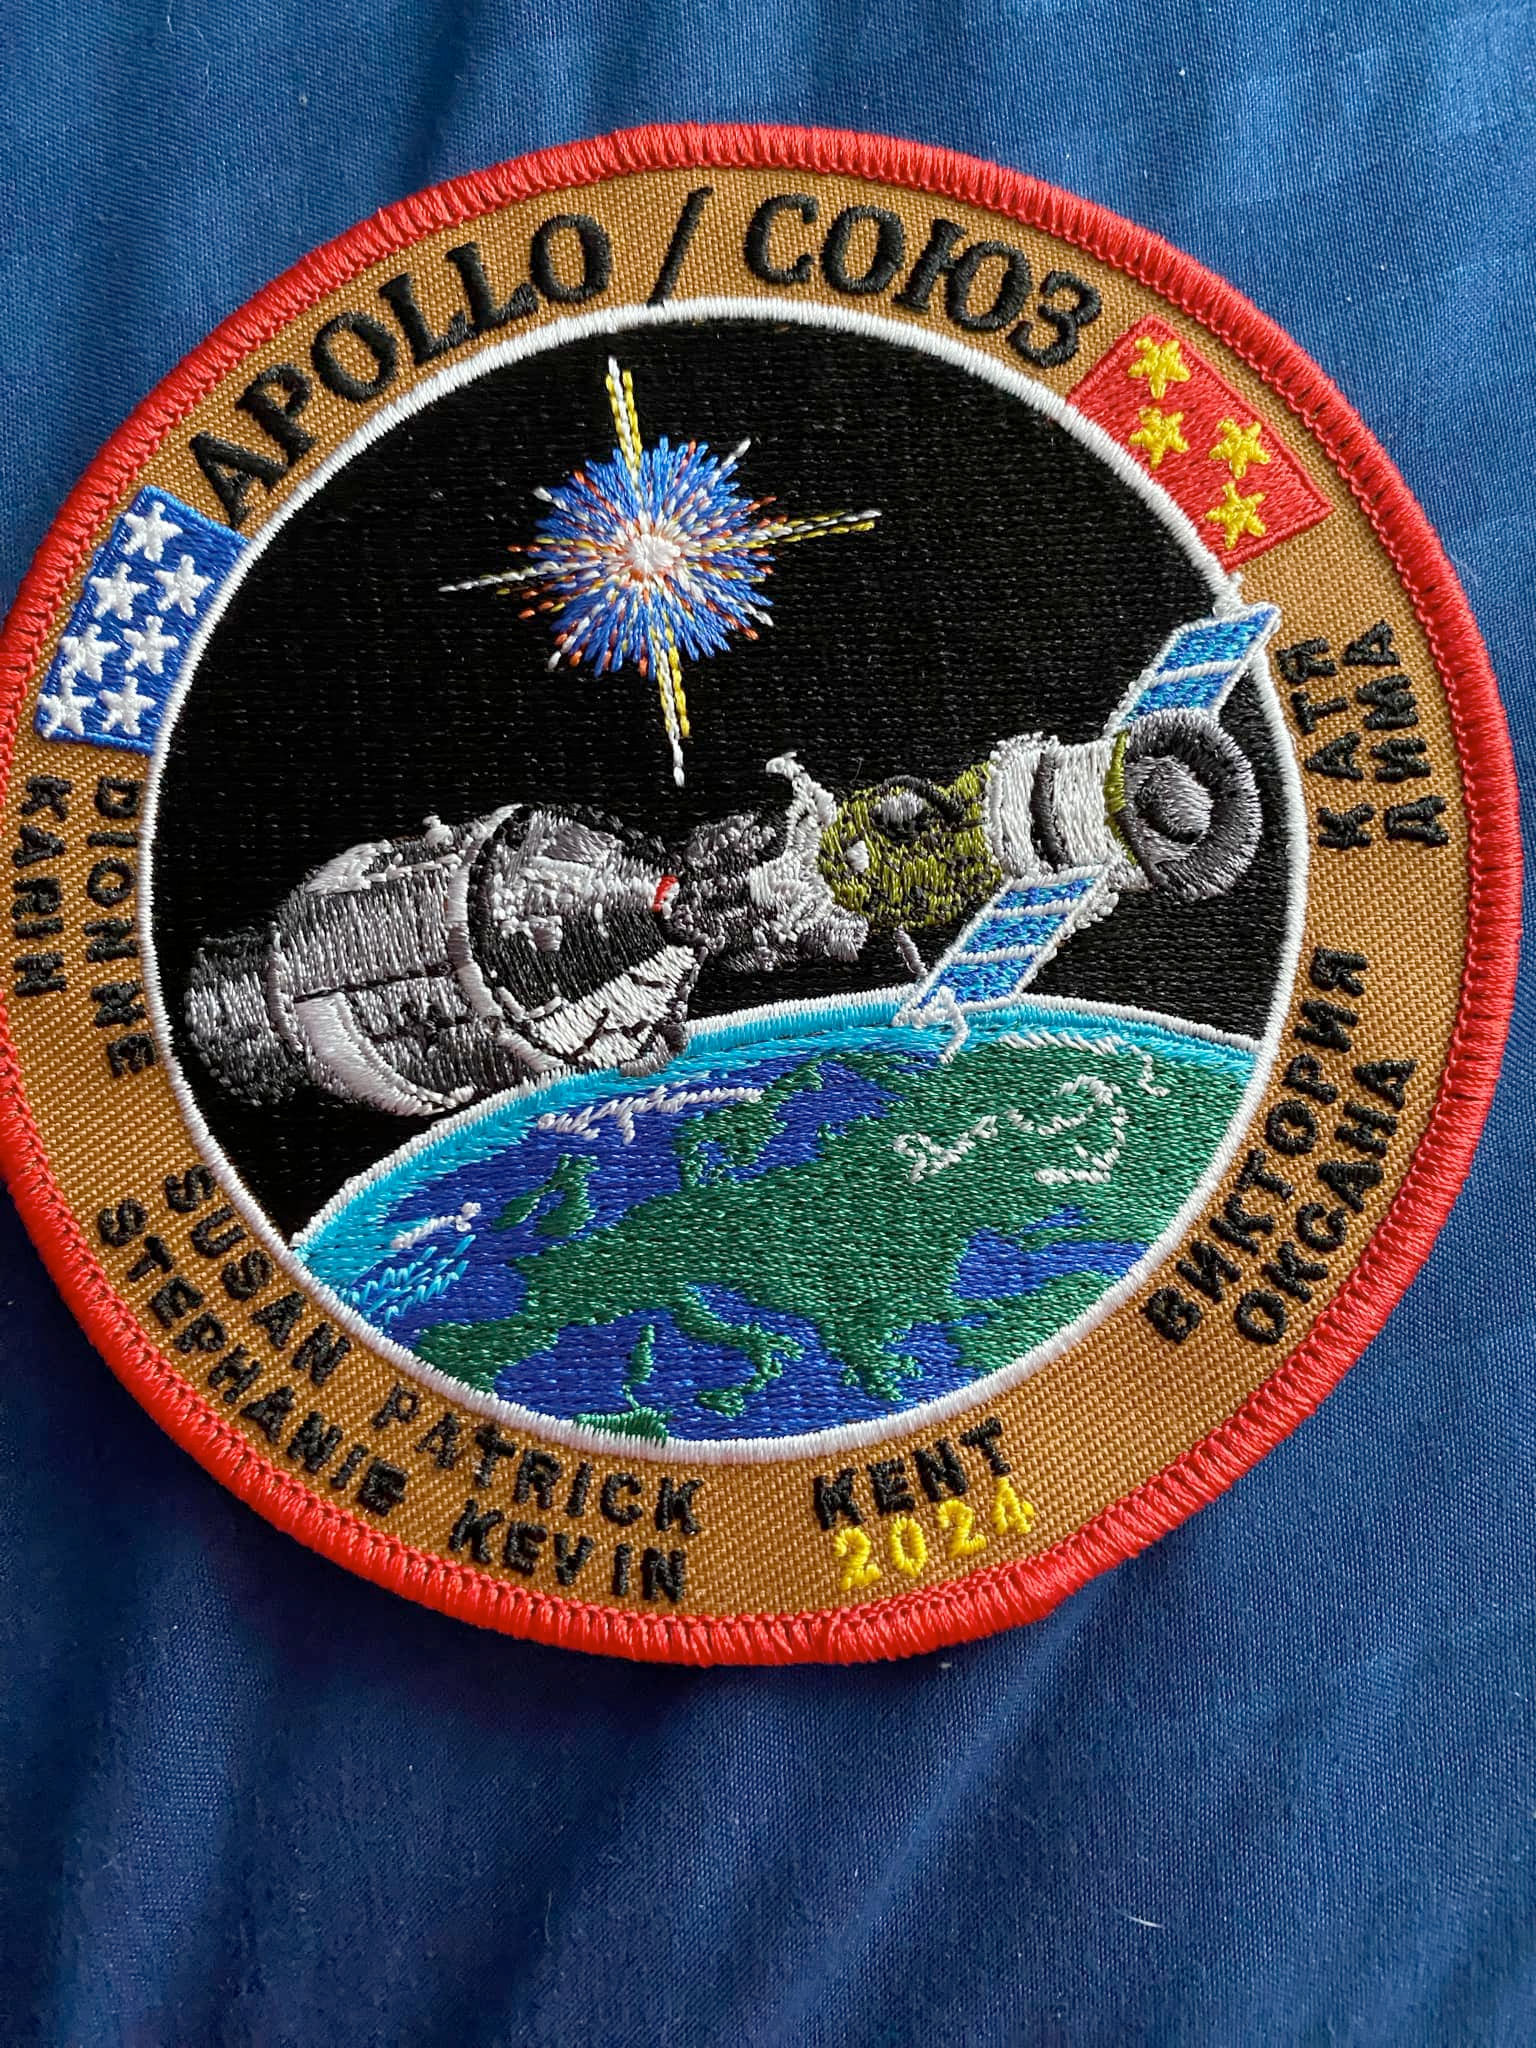 APOLLO / СОЮЗ
DIONNE
KARIN
SUSAN
STEPHANIE
PATRICK
KEVIN
KENT
2024
ВИКТОРИЯ
ОКСАНА
КАТЯ
ДИМА